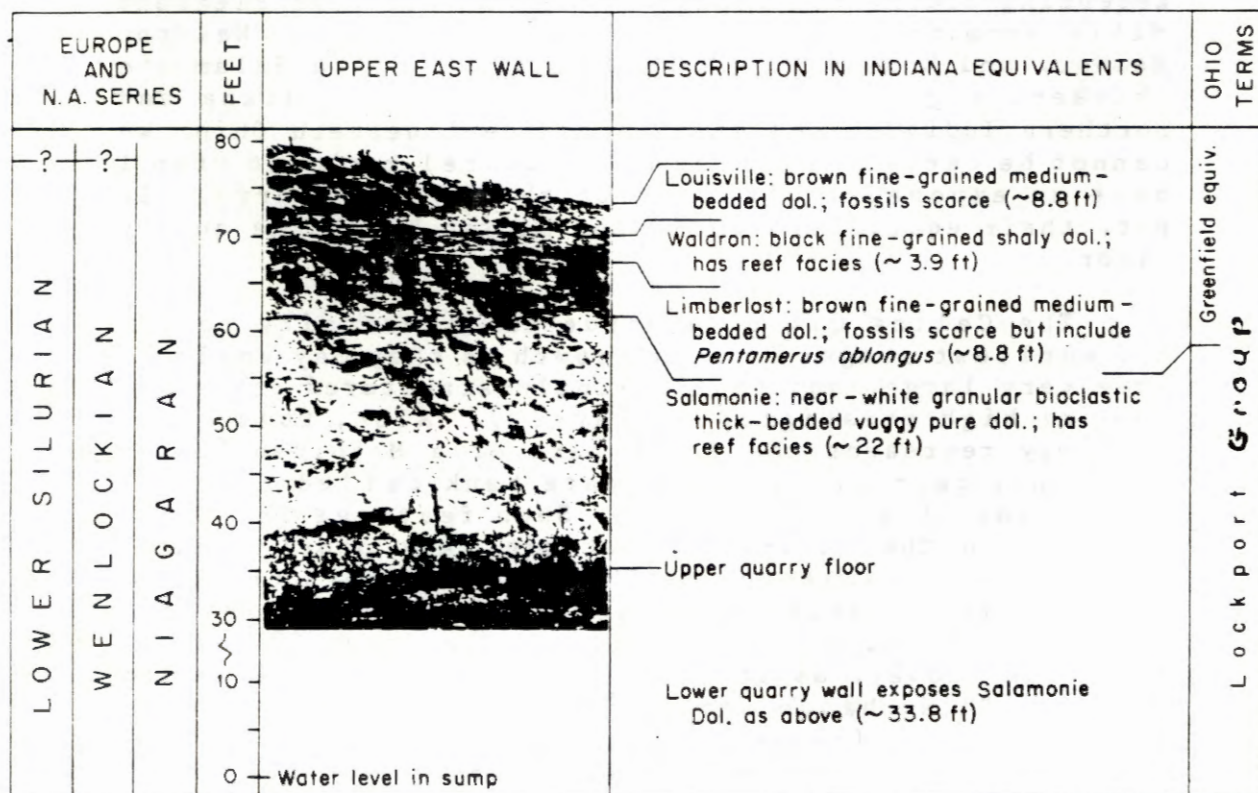 EUROPE
AND
N. A. SERIES
FEET
UPPER EAST WALL
DESCRIPTION IN INDIANA EQUIVALENTS
OHIO
TERMS
?
?
LOWER SILURIAN
WENLOCKIAN
NIAGARAN
80
70
60
50
40
30
10
0
Louisville: brown fine-grained medium-
bedded dol.; fossils scarce (~8.8 ft)
Waldron: black fine-grained shaly dol.;
has reef facies (~ 3.9 ft)
Limberlost: brown fine-grained medium-
bedded dol.; fossils scarce but include
Pentamerus ablongus (~8.8 ft)
Salamonie: near-white granular bioclastic
thick-bedded vuggy pure dol.; has
reef facies (~22 ft)
Upper quarry floor
Lower quarry wall exposes Salamonie
Dol. as above (~33.8 ft)
Water level in sump
Greenfield equiv.
Lockport Group